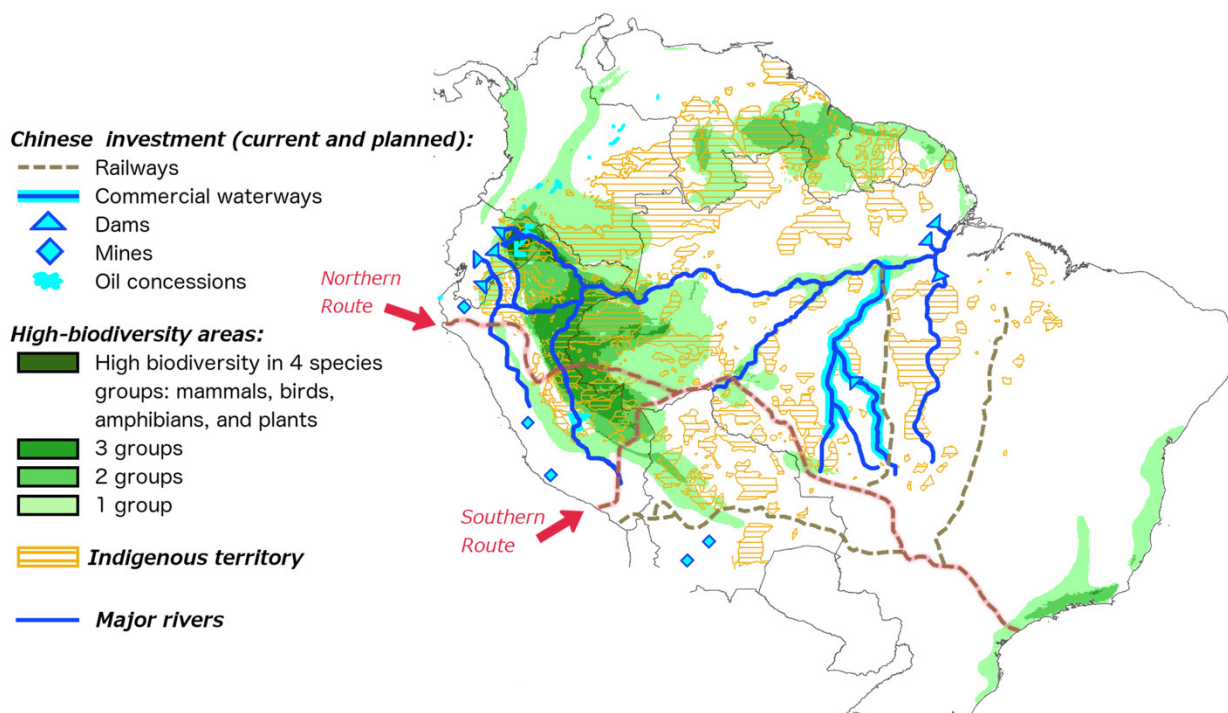 Chinese investment (current and planned):
Railways
Commercial waterways
Dams
Mines
Oil concessions
High-biodiversity areas:
High biodiversity in 4 species
groups: mammals, birds,
amphibians, and plants
3 groups
2 groups
1 group
Indigenous territory
Major rivers
Northern
Route
Southern
Route